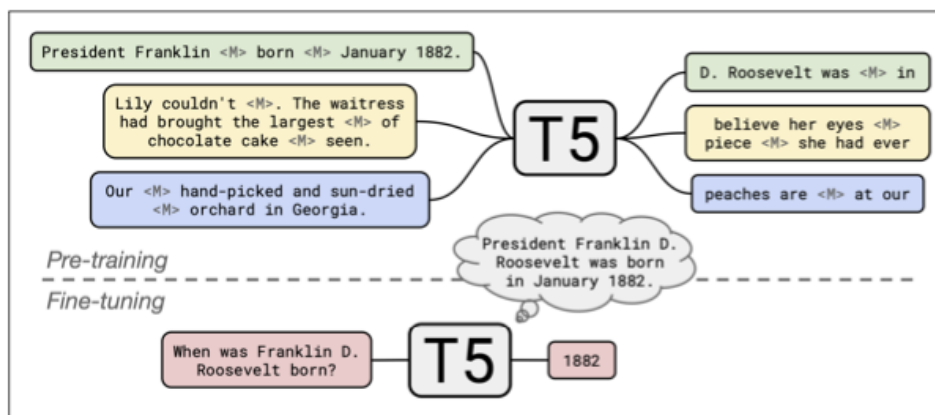 President Franklin <M> born <M> January 1882.
Lily couldn't <M>. The waitress
had brought the largest <M> of
chocolate cake <M> seen.
Our <M> hand-picked and sun-dried
<M> orchard in Georgia.
T5
D. Roosevelt was <M> in
believe her eyes <M>
piece <M> she had ever
peaches are <M> at our
Pre-training
President Franklin D.
Roosevelt was born
in January 1882.
Fine-tuning
When was Franklin D.
Roosevelt born?
T5
1882